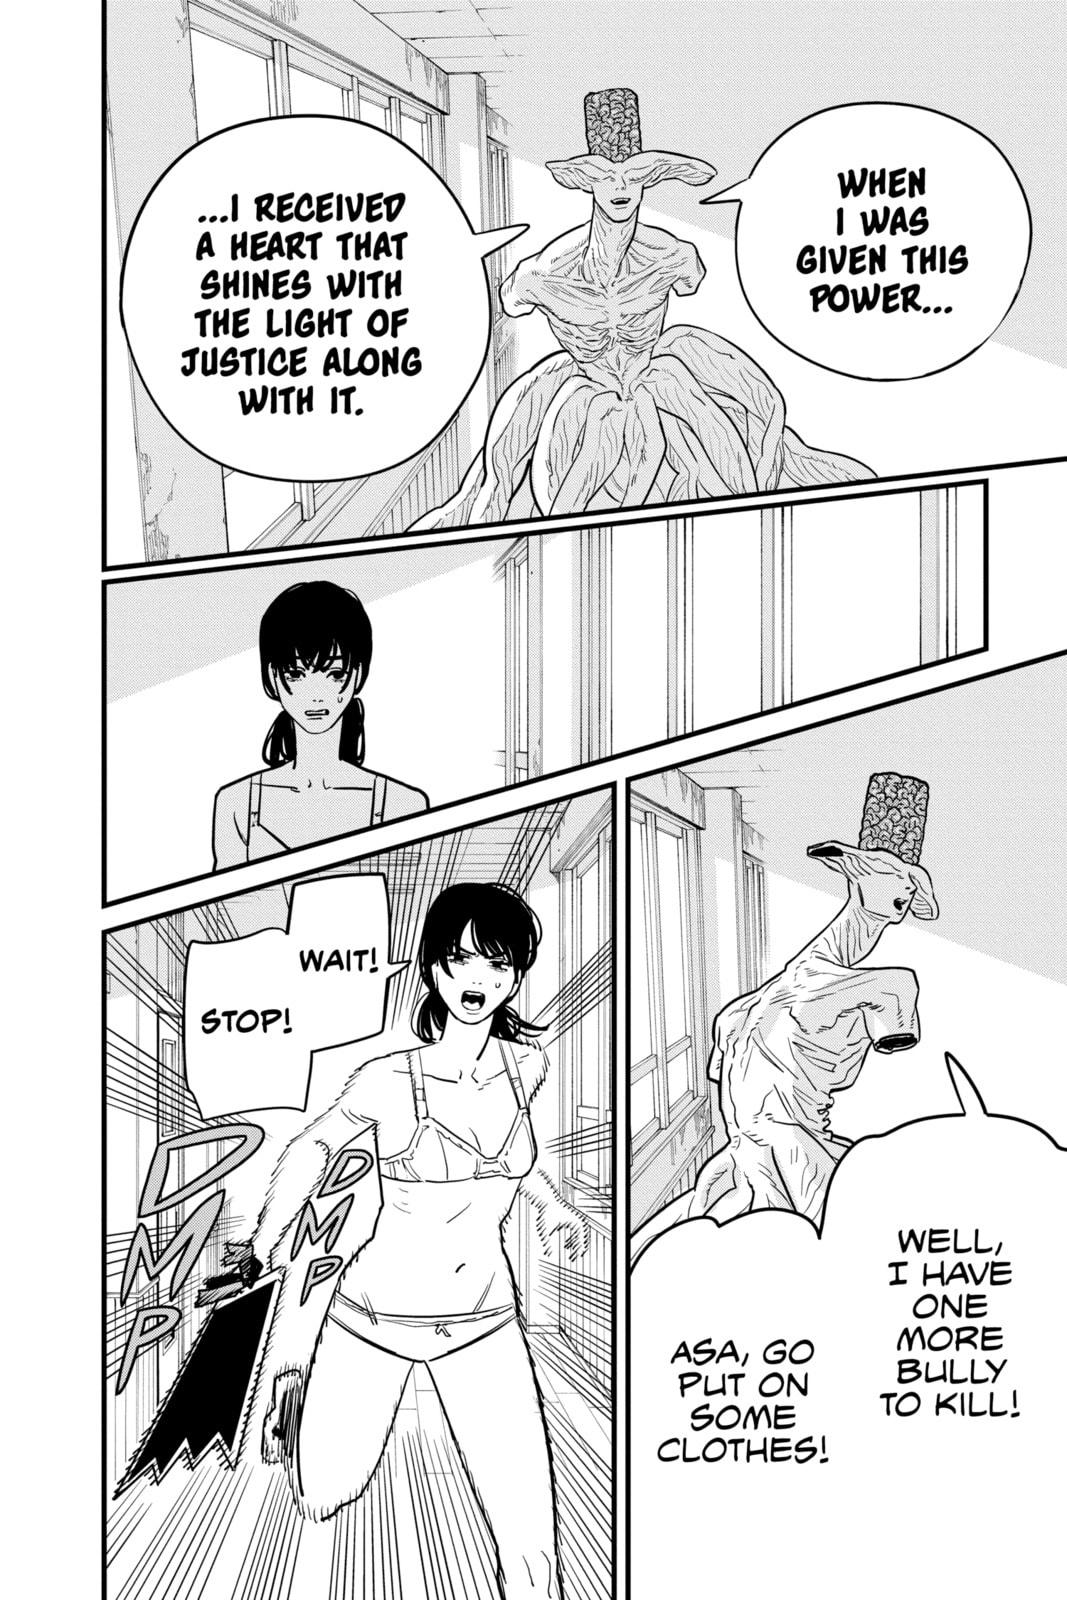 WHEN
I WAS
GIVEN THIS
POWER...
...I RECEIVED
A HEART THAT
SHINES WITH
THE LIGHT OF
JUSTICE ALONG
WITH IT.
WELL,
I HAVE
ONE
MORE
BULLY
TO KILL!
ASA, GO
PUT ON
SOME
CLOTHES!
WAIT!
STOP!
DMP
DMP